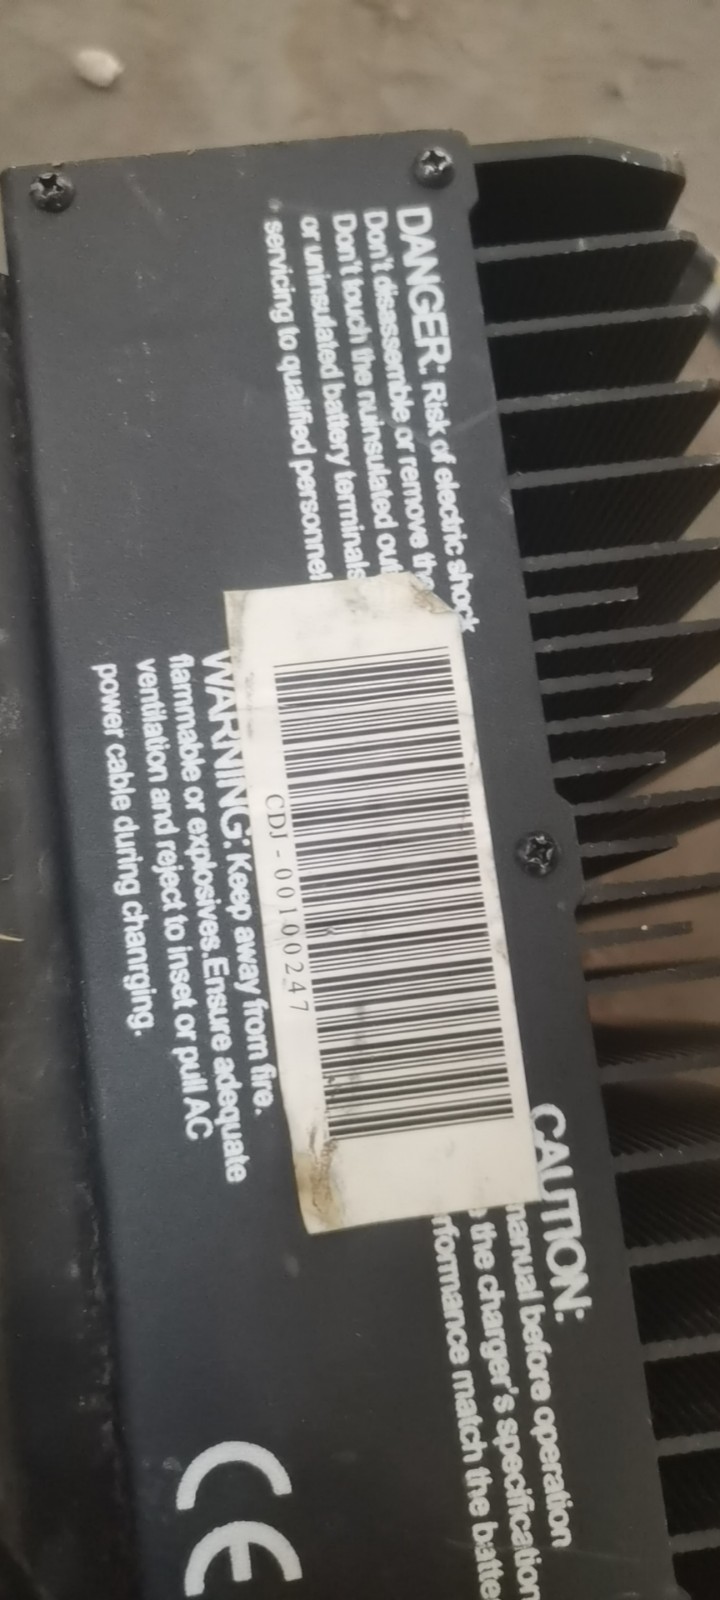 DANGER: Risk of electric shock
Don't disassemble or remove the
Don't touch the nuinsulated out
or uninsulated battery terminals
servicing to qualified personnel
WARNING: Keep away from fire.
flammable or explosives.Ensure adequate
ventilation and reject to inset or pull AC
power cable during chanrging.
CDJ-00100247
CAUTION:
manual before operation
the charger's specification
formance match the batte
CE